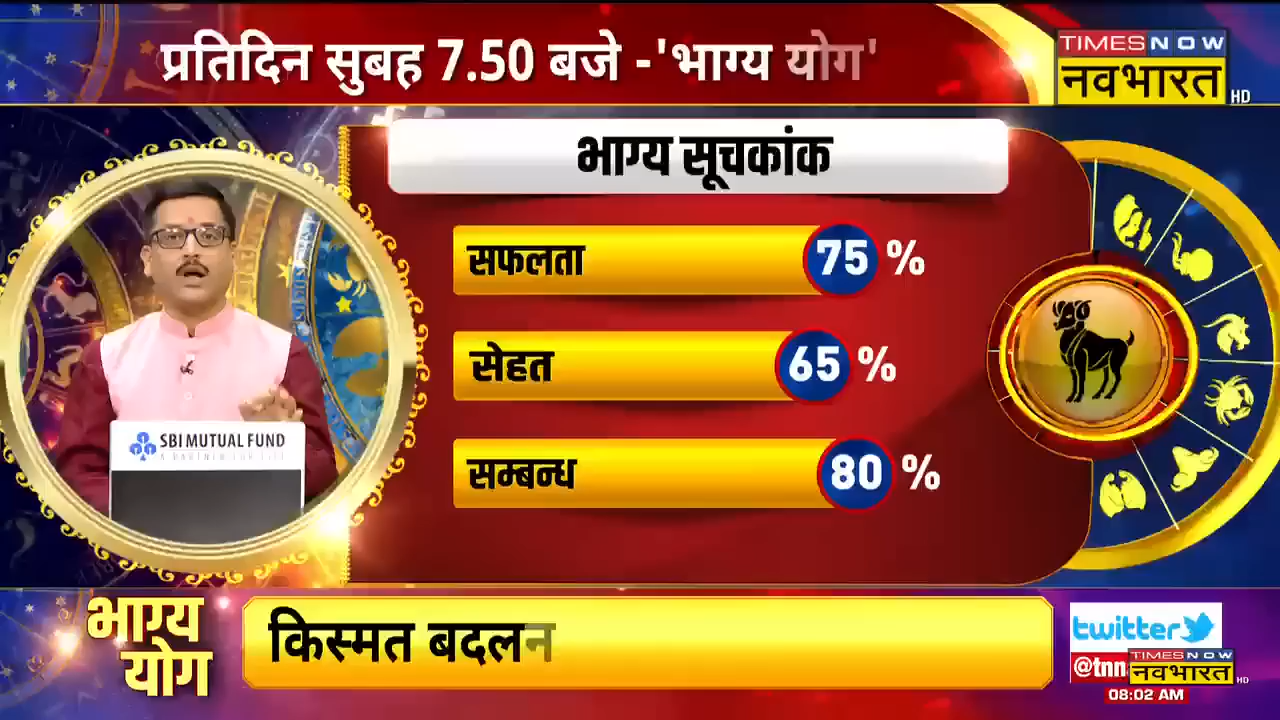 प्रतिदिन सुबह 7.50 बजे -'भाग्य योग'
TIMES NOW
नवभारत
HD
भाग्य सूचकांक
सफलता 75 %
सेहत 65 %
सम्बन्ध 80 %
SBI MUTUAL FUND
A PARTNER FOR LIFE
भाग्य
योग
किस्मत बदलन
twitter
@tnn
TIMES NOW
नवभारत
HD
08:02 AM